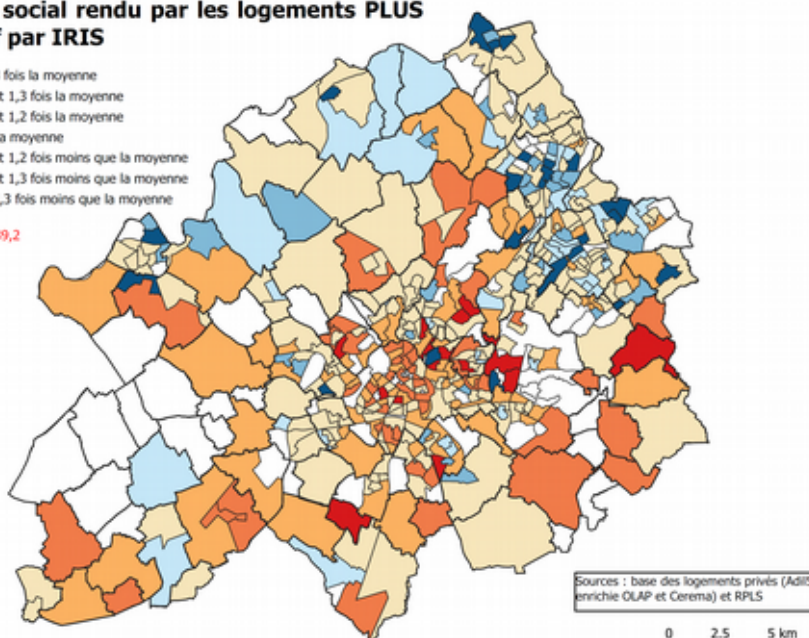 social rendu par les logements PLUS
par IRIS
fois la moyenne
t 1,3 fois la moyenne
t 1,2 fois la moyenne
a moyenne
t 1,2 fois moins que la moyenne
t 1,3 fois moins que la moyenne
,3 fois moins que la moyenne
9,2
Sources : base des logements privés (Adil
enrichie OLAP et Cerema) et RPLS
0 2.5 5 km